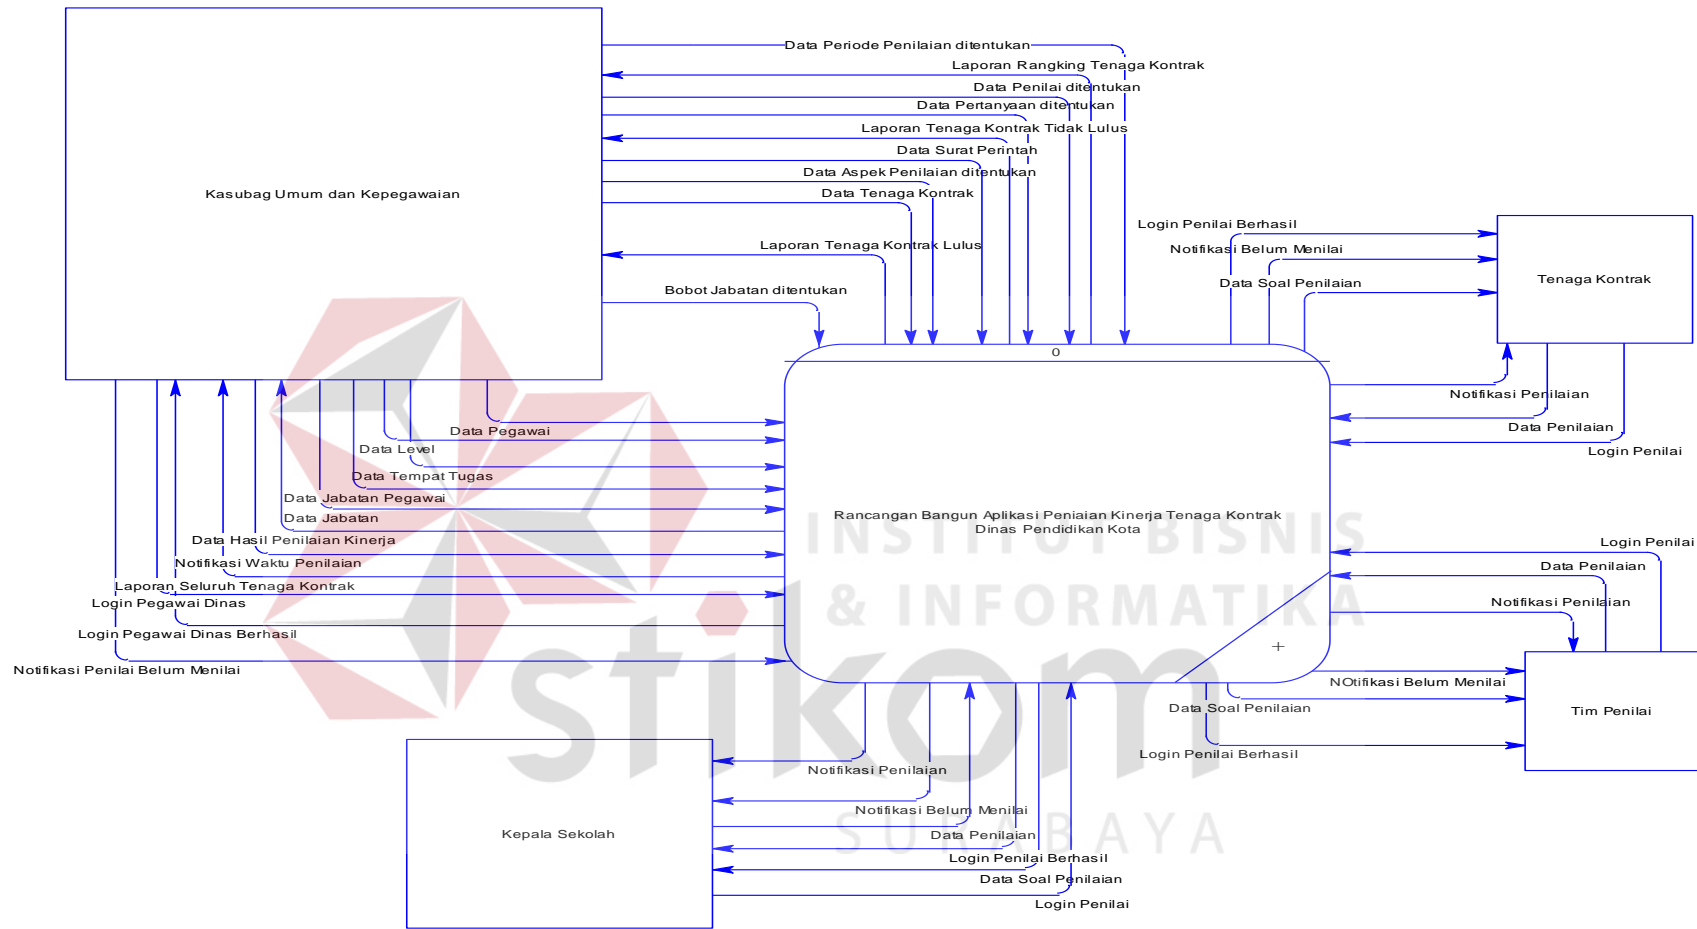 Data Periode Penilaian ditentukan
Laporan Rangking Tenaga Kontrak
Data Penilai ditentukan
Data Pertanyaan ditentukan
Laporan Tenaga Kontrak Tidak Lulus
Data Surat Perintah
Data Aspek Penilaian ditentukan
Data Tenaga Kontrak
Kasubag Umum dan Kepegawaian
Laporan Tenaga Kontrak Lulus
Bobot Jabatan ditentukan
Login Penilai Berhasil
Notifikasi Belum Menilai
Data Soal Penilaian
Tenaga Kontrak
0
Notifikasi Penilaian
Data Penilaian
Login Penilai
Data Pegawai
Data Level
Data Tempat Tugas
Data Jabatan Pegawai
Data Jabatan
Data Hasil Penilaian Kinerja
Notifikasi Waktu Penilaian
Laporan Seluruh Tenaga Kontrak
Login Pegawai Dinas
Login Pegawai Dinas Berhasil
Notifikasi Penilai Belum Menilai
Rancangan Bangun Aplikasi Peniaian Kinerja Tenaga Kontrak
Dinas Pendidikan Kota
INSTITUT BISNIS
& INFORMATIKA
stikom
SURABAYA
+
Login Penilai
Data Penilaian
Notifikasi Penilaian
NOtifikasi Belum Menilai
Data Soal Penilaian
Tim Penilai
Login Penilai Berhasil
Notifikasi Penilaian
Notifikasi Belum Menilai
Kepala Sekolah
Data Penilaian
Login Penilai Berhasil
Data Soal Penilaian
Login Penilai